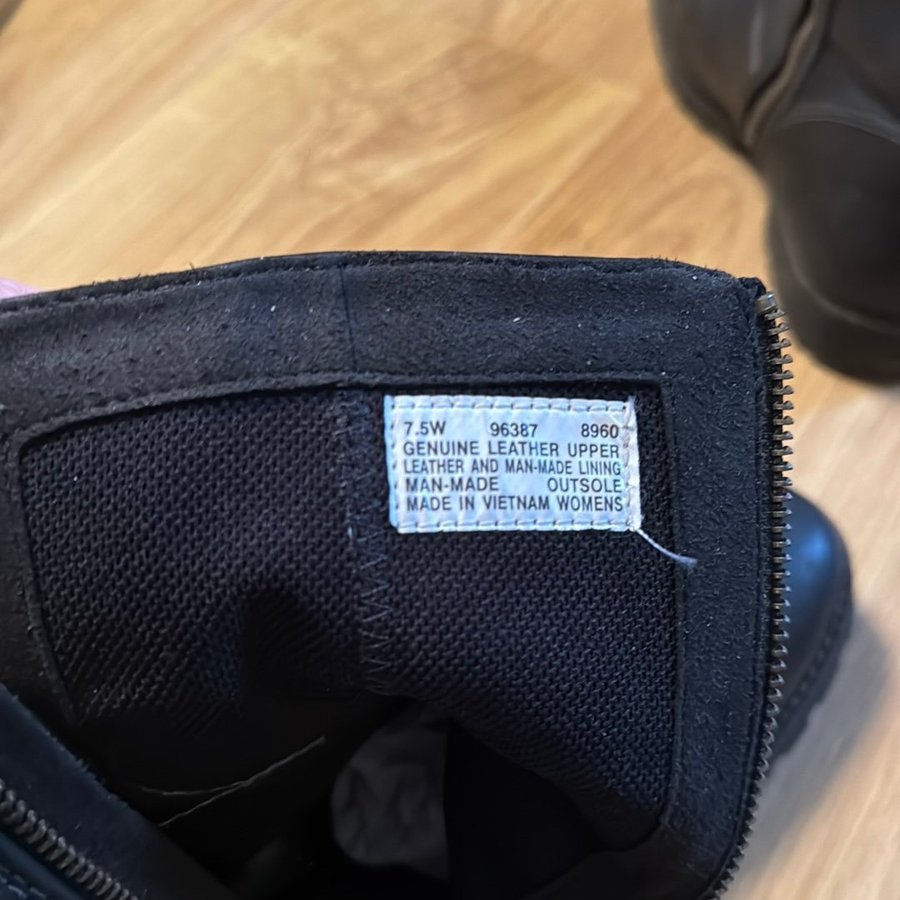 7.5W 96387 8960
GENUINE LEATHER UPPER
LEATHER AND MAN-MADE LINING
MAN-MADE OUTSOLE
MADE IN VIETNAM WOMENS